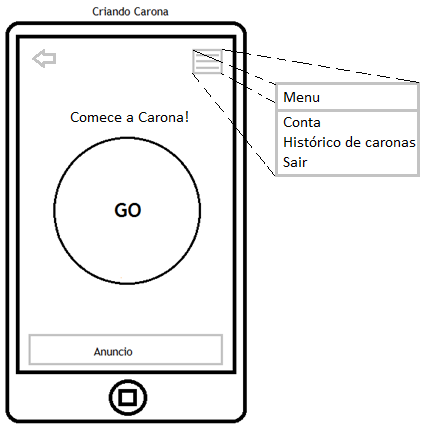 Criando Carona
Menu
Conta
Histórico de caronas
Sair
Comece a Carona!
GO
Anuncio